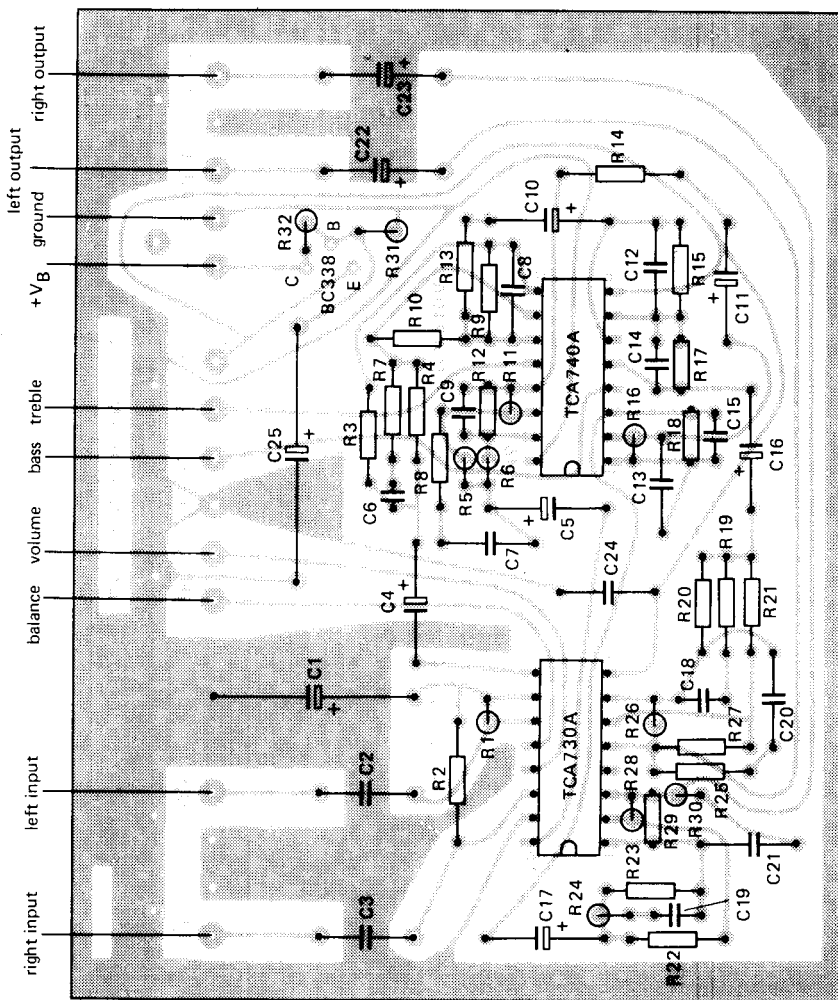 right output
left output
ground
+VB
treble
bass
volume
balance
left input
right input
C23
+
C22
+
R32
B
C
BC338
E
R31
R14
C10
+
R13
R9
C8
R10
C12
R15
C11
+
C25
+
R7
R4
R3
R12
R11
C9
TCA740A
C14
R17
R16
R18
C15
C6
R8
R5
R6
C13
C16
+
C7
C5
+
C24
C4
+
R19
R20
R21
C1
+
R1
R2
C2
TCA730A
R26
C18
R27
C20
R28
R25
R29
R30
C3
C17
+
R24
R23
C19
C21
R22